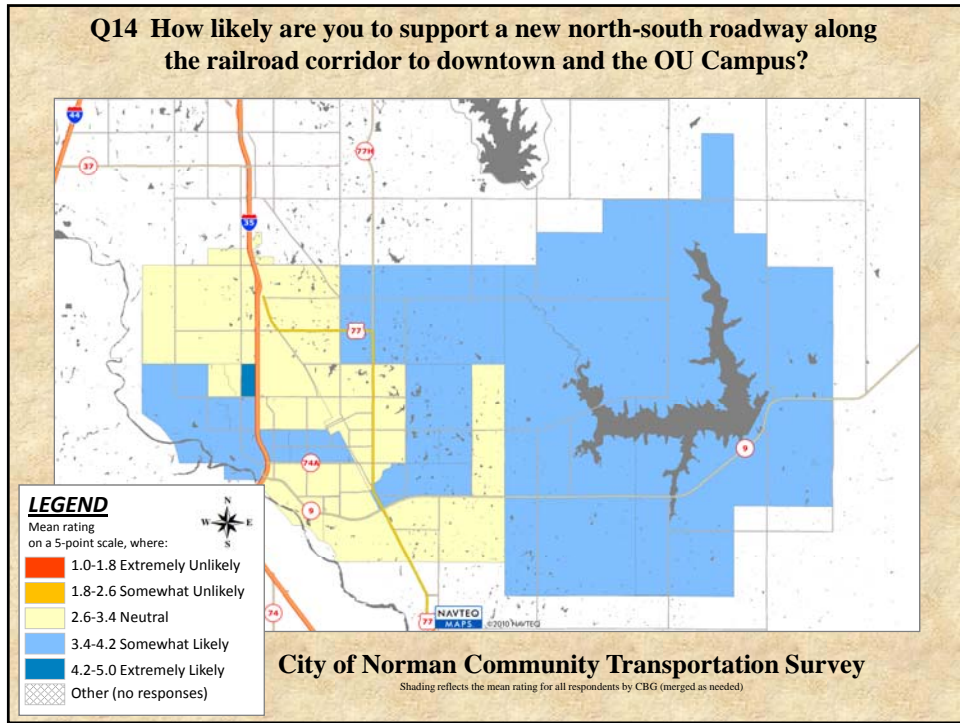 Q14 How likely are you to support a new north-south roadway along
the railroad corridor to downtown and the OU Campus?
44
77H
37
35
77
74A
9
9
LEGEND
Mean rating
on a 5-point scale, where:
N
W E
S
1.0-1.8 Extremely Unlikely
1.8-2.6 Somewhat Unlikely
2.6-3.4 Neutral
3.4-4.2 Somewhat Likely
4.2-5.0 Extremely Likely
Other (no responses)
74
77
NAVTEQ
MAPS
©2010 NAVTEQ
City of Norman Community Transportation Survey
Shading reflects the mean rating for all respondents by CBG (merged as needed)